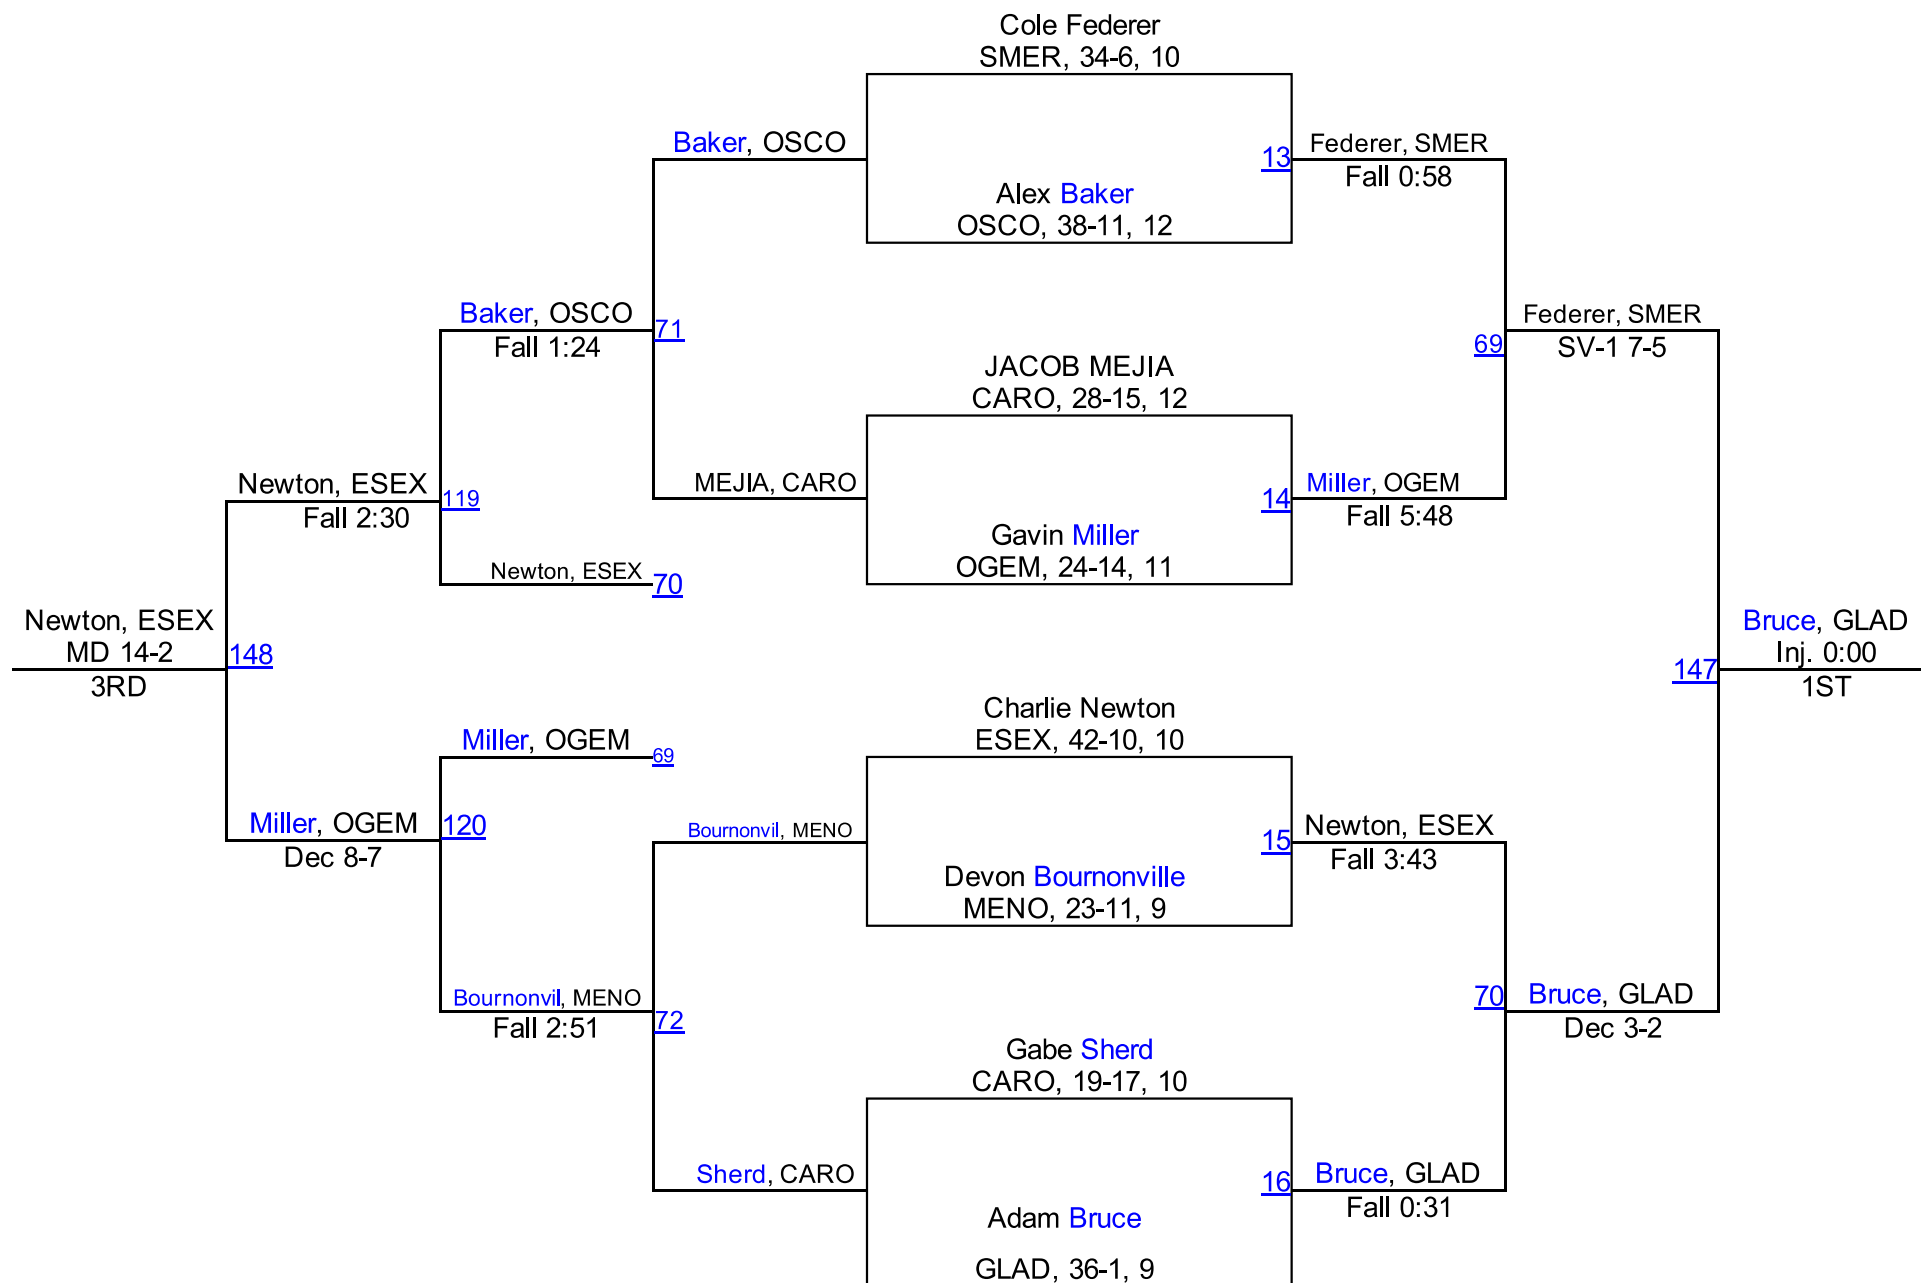 Cole Federer
SMER, 34-6, 10
Baker, OSCO
13
Federer, SMER
Fall 0:58
Alex Baker
OSCO, 38-11, 12
Baker, OSCO
Fall 1:24
71
Federer, SMER
SV-1 7-5
69
JACOB MEJIA
CARO, 28-15, 12
Newton, ESEX
Fall 2:30
119
MEJIA, CARO
14
Miller, OGEM
Fall 5:48
Gavin Miller
OGEM, 24-14, 11
Newton, ESEX
70
Newton, ESEX
MD 14-2
3RD
148
147
Bruce, GLAD
Inj. 0:00
1ST
Charlie Newton
ESEX, 42-10, 10
Miller, OGEM
69
Miller, OGEM
Dec 8-7
120
Bournonvil, MENO
15
Newton, ESEX
Fall 3:43
Devon Bournonville
MENO, 23-11, 9
Bournonvil, MENO
Fall 2:51
72
70
Bruce, GLAD
Dec 3-2
Gabe Sherd
CARO, 19-17, 10
Sherd, CARO
16
Bruce, GLAD
Fall 0:31
Adam Bruce
GLAD, 36-1, 9